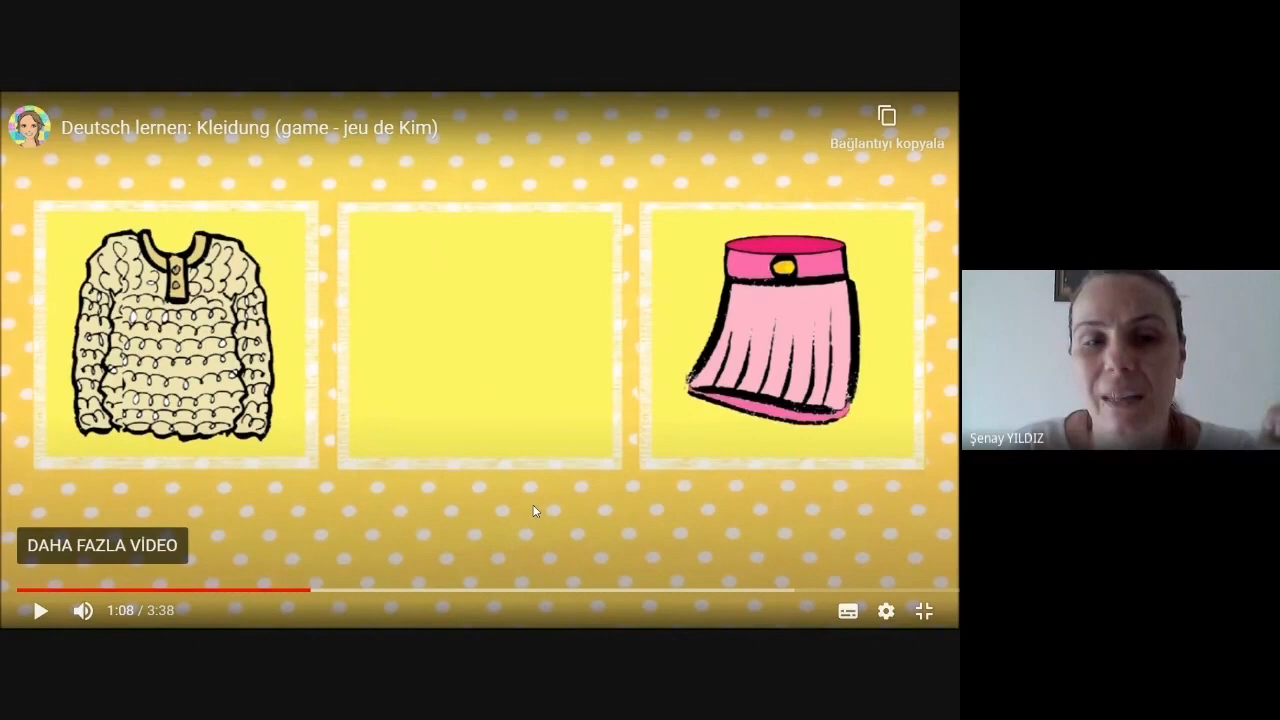 Deutsch lernen: Kleidung (game - jeu de Kim)
Bağlantıyı kopyala
Şenay YILDIZ
DAHA FAZLA VİDEO
1:08 / 3:38